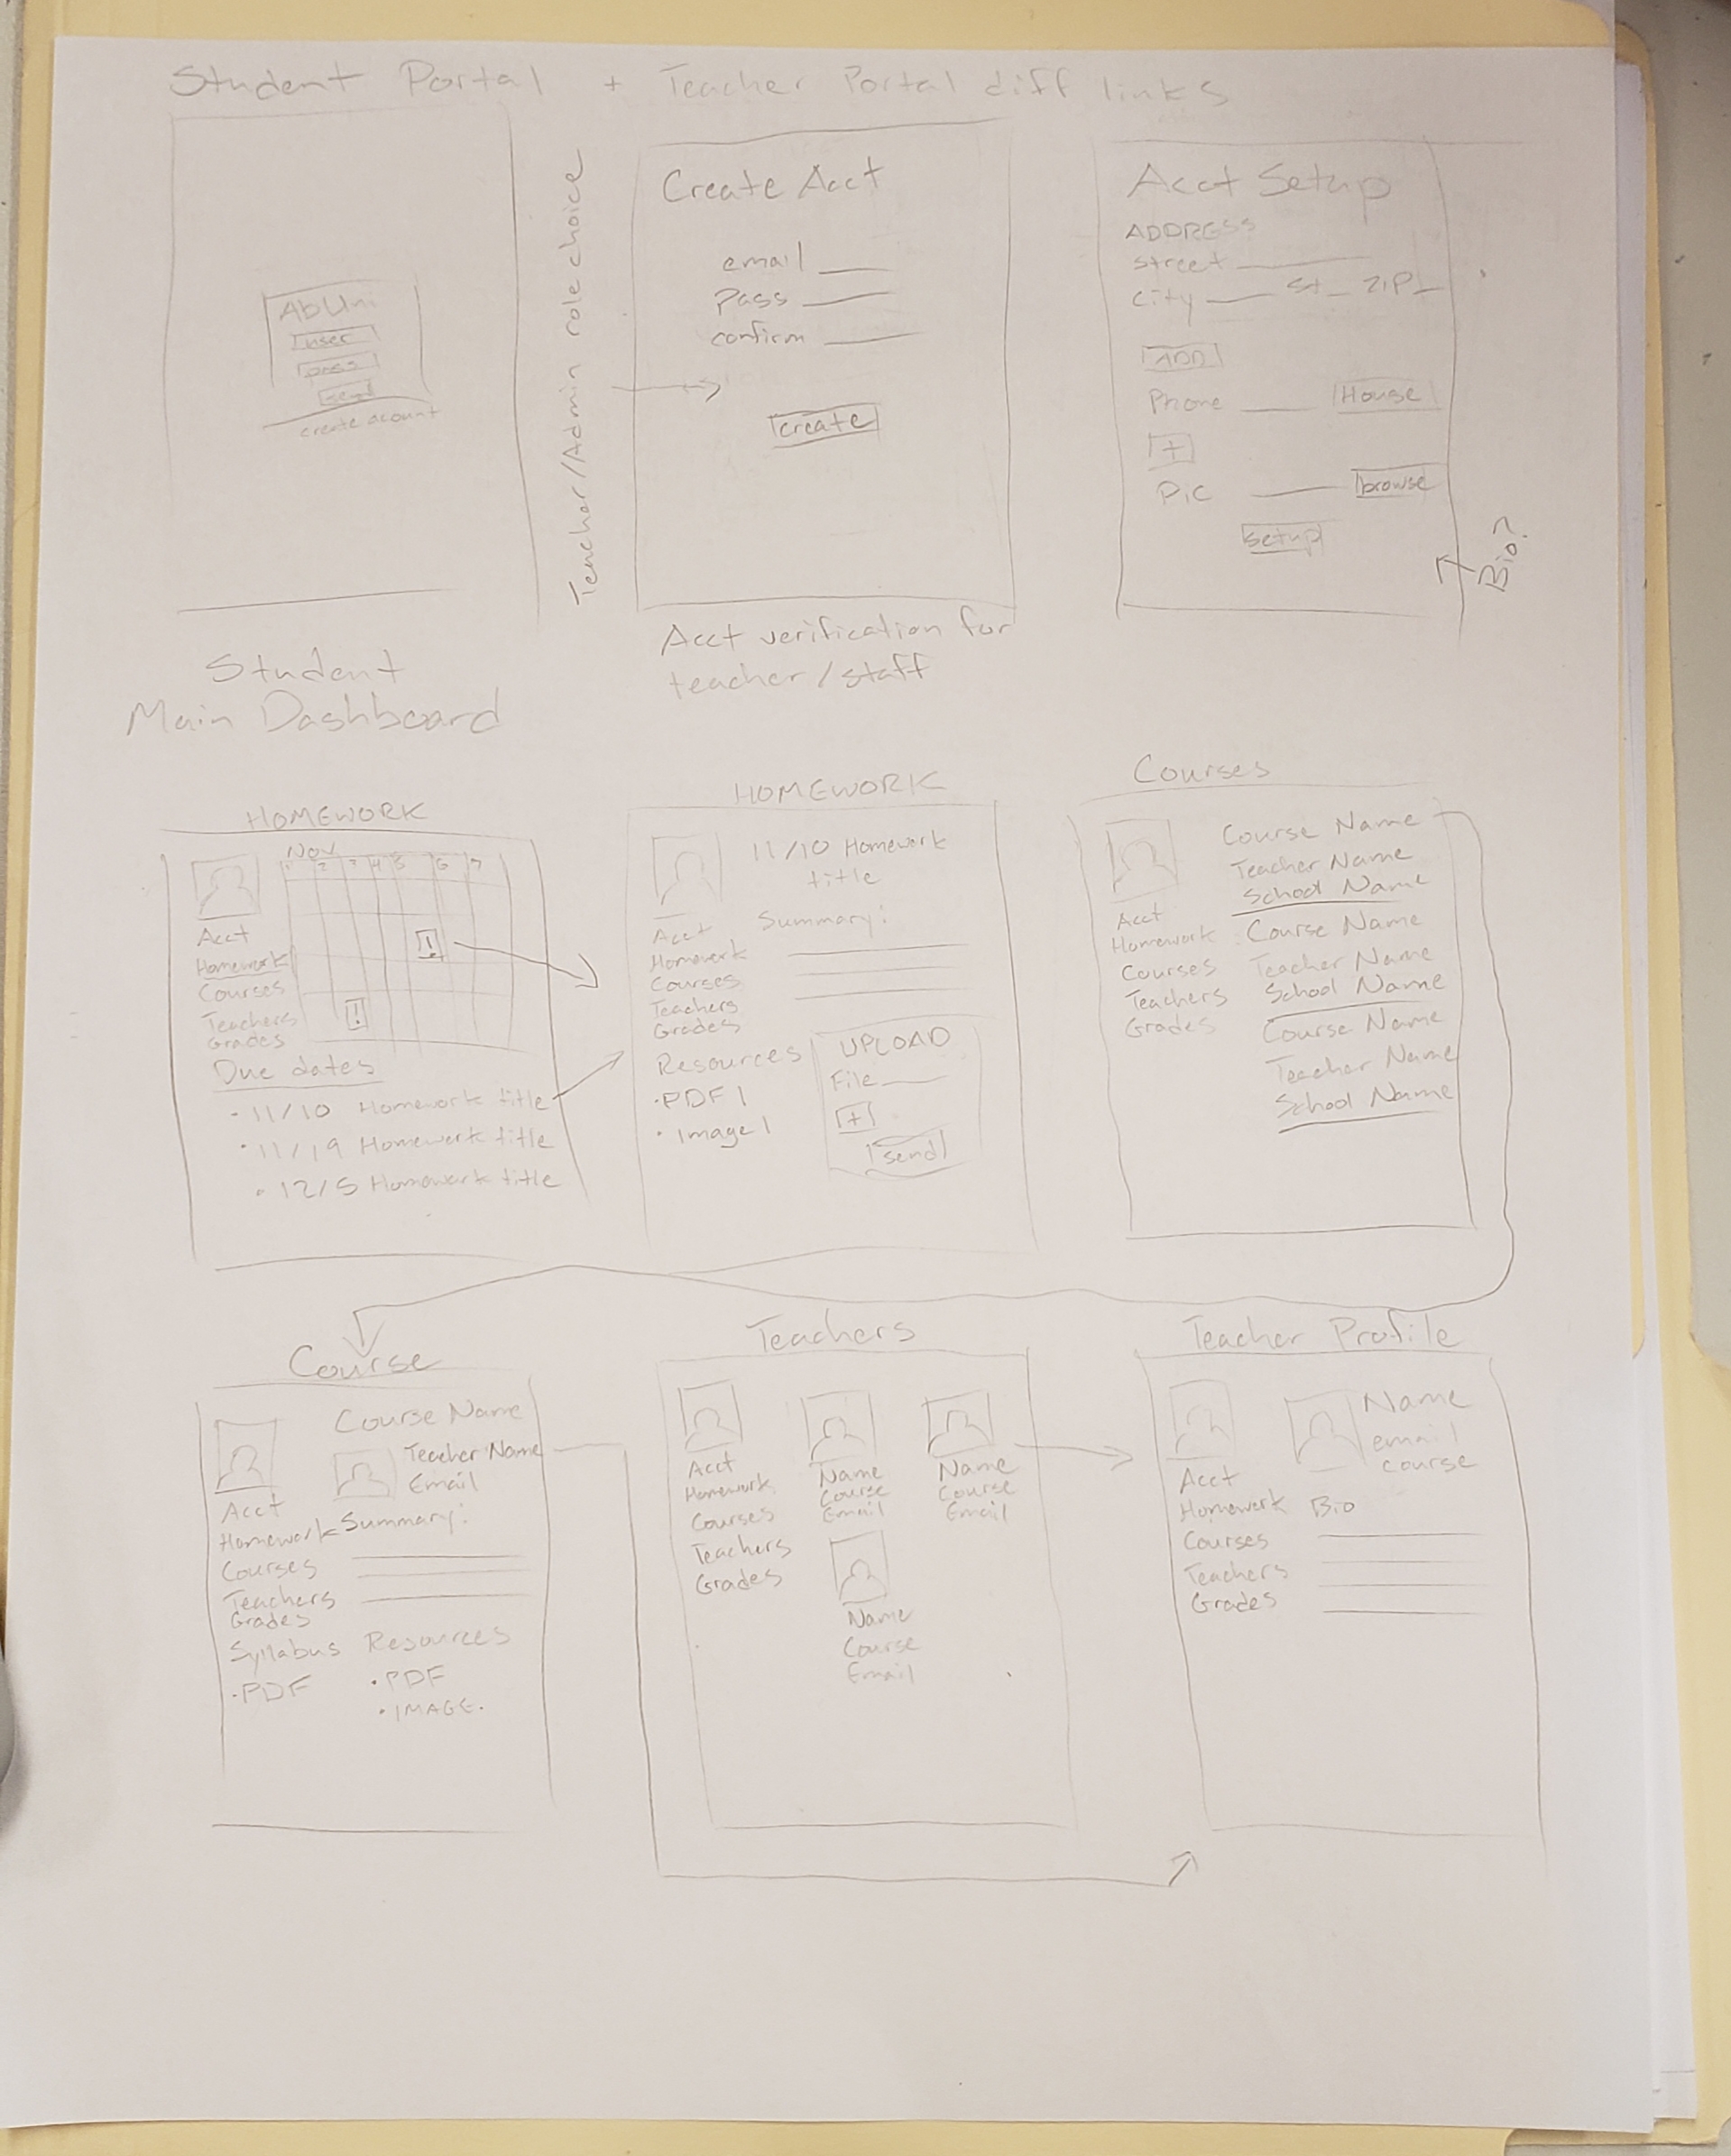 Student Portal + Teacher Portal diff links
AbUni
user
pass
send
create acount
Teacher/Admin role choice
Create Acct
email
Pass
confirm
create
Acct verification for
teacher/staff
Acct Setup
ADDRESS
street
City St ZIP
ADD
Phone House
+
Pic browse
setup
Bio?
Student
Main Dashboard
HOMEWORK
Nov
1 2 3 4 5 6 7
!
!
Acct
Homework
Courses
Teachers
Grades
Due dates
• 11/10 Homework title
• 11/19 Homework title
• 12/5 Homework title
HOMEWORK
11/10 Homework
title
Summary:
Acct
Homework
Courses
Teachers
Grades
Resources
• PDF 1
• Image 1
UPLOAD
File
+
send
Courses
Acct
Homework
Courses
Teachers
Grades
Course Name
Teacher Name
School Name
Course Name
Teacher Name
School Name
Course Name
Teacher Name
School Name
Course
Course Name
Teacher Name
Email
Summary:
Acct
Homework
Courses
Teachers
Grades
Syllabus
• PDF
Resources
• PDF
• IMAGE.
Teachers
Acct
Homework
Courses
Teachers
Grades
Name
Course
Email
Name
Course
Email
Name
Course
Email
Teacher Profile
Name
email
course
Acct
Homework
Courses
Teachers
Grades
Bio